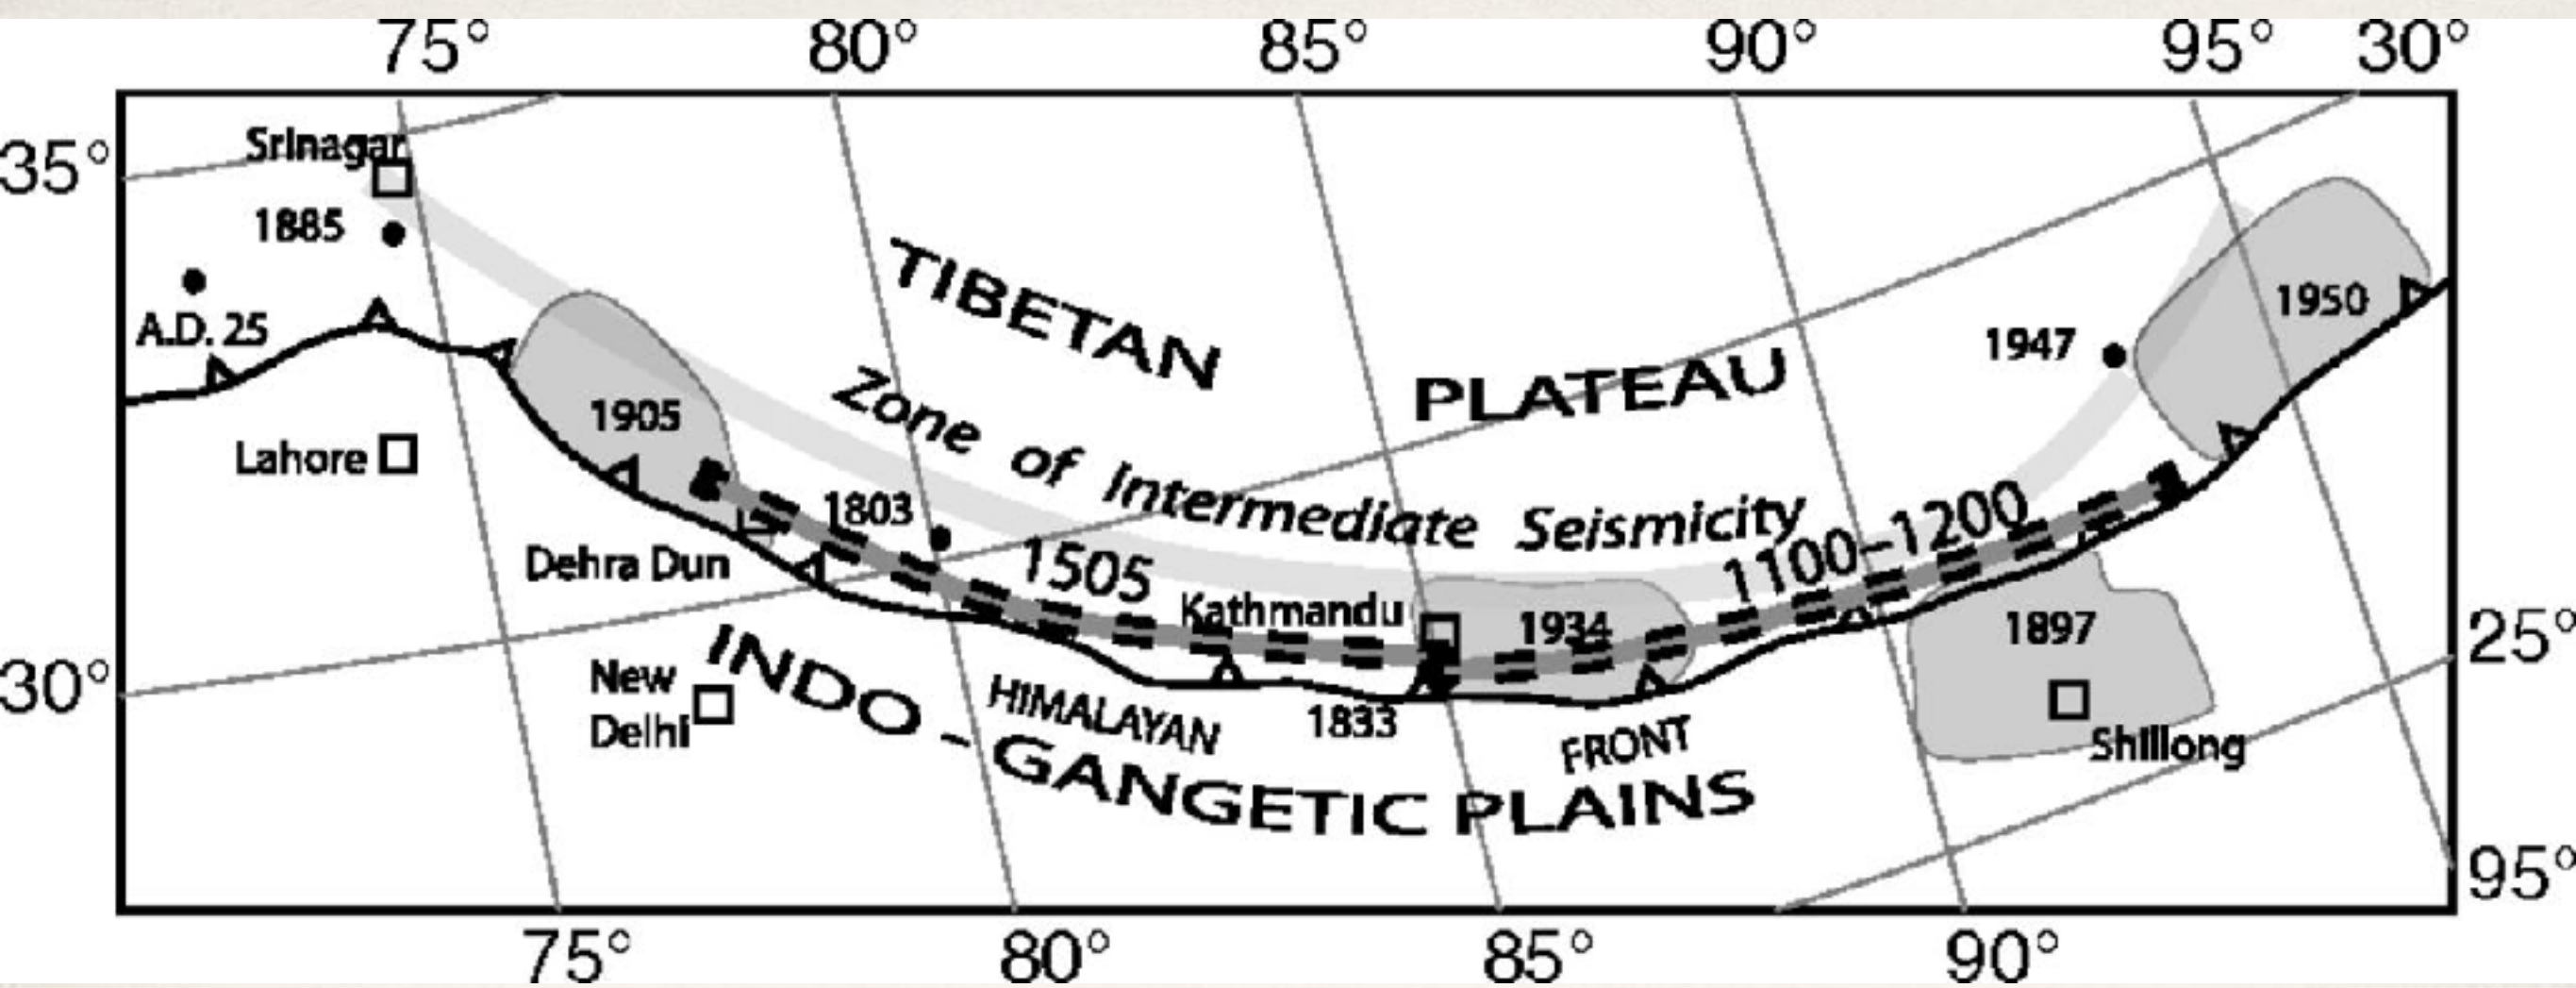 75° 80° 85° 90° 95° 30°
35°
Srinagar
1885
A.D. 25
Lahore
1905
TIBETAN
PLATEAU
Zone of Intermediate Seismicity
1947
1950
1803
1505
1100–1200
Dehra Dun
Kathmandu
1934
1897
25°
30°
New
Delhi
INDO - GANGETIC PLAINS
HIMALAYAN
FRONT
1833
Shillong
95°
75° 80° 85° 90°